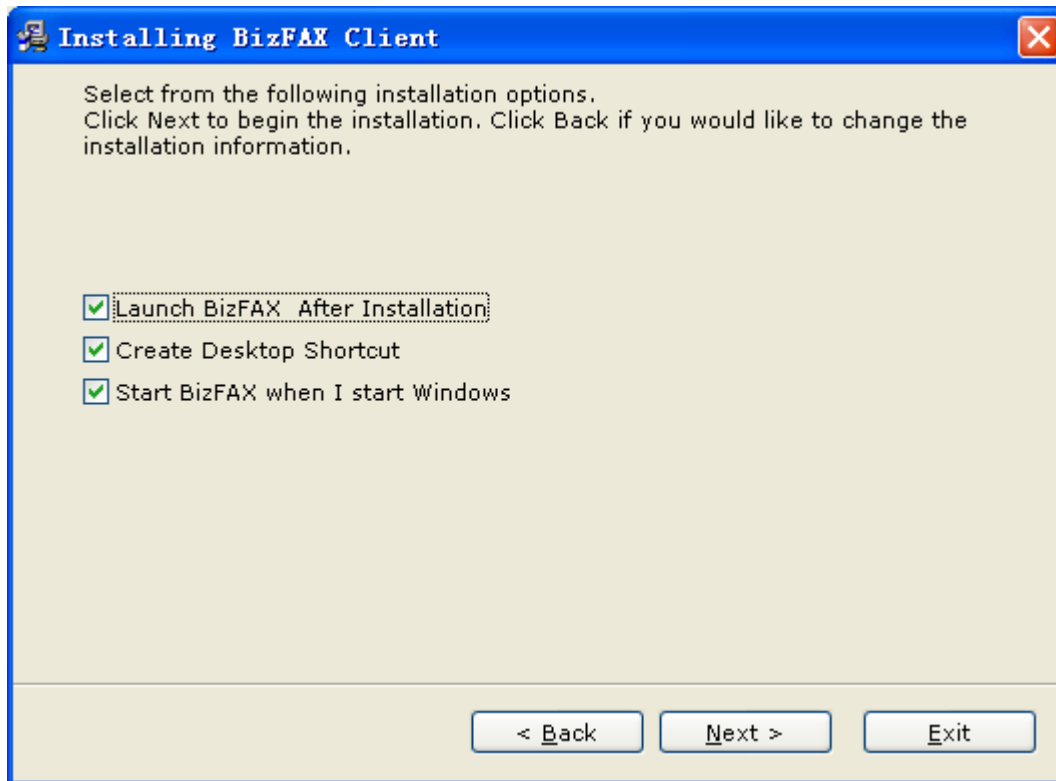 Installing BizFAX Client
Select from the following installation options.
Click Next to begin the installation. Click Back if you would like to change the
installation information.
Launch BizFAX  After Installation
Create Desktop Shortcut
Start BizFAX when I start Windows
< Back
Next >
Exit